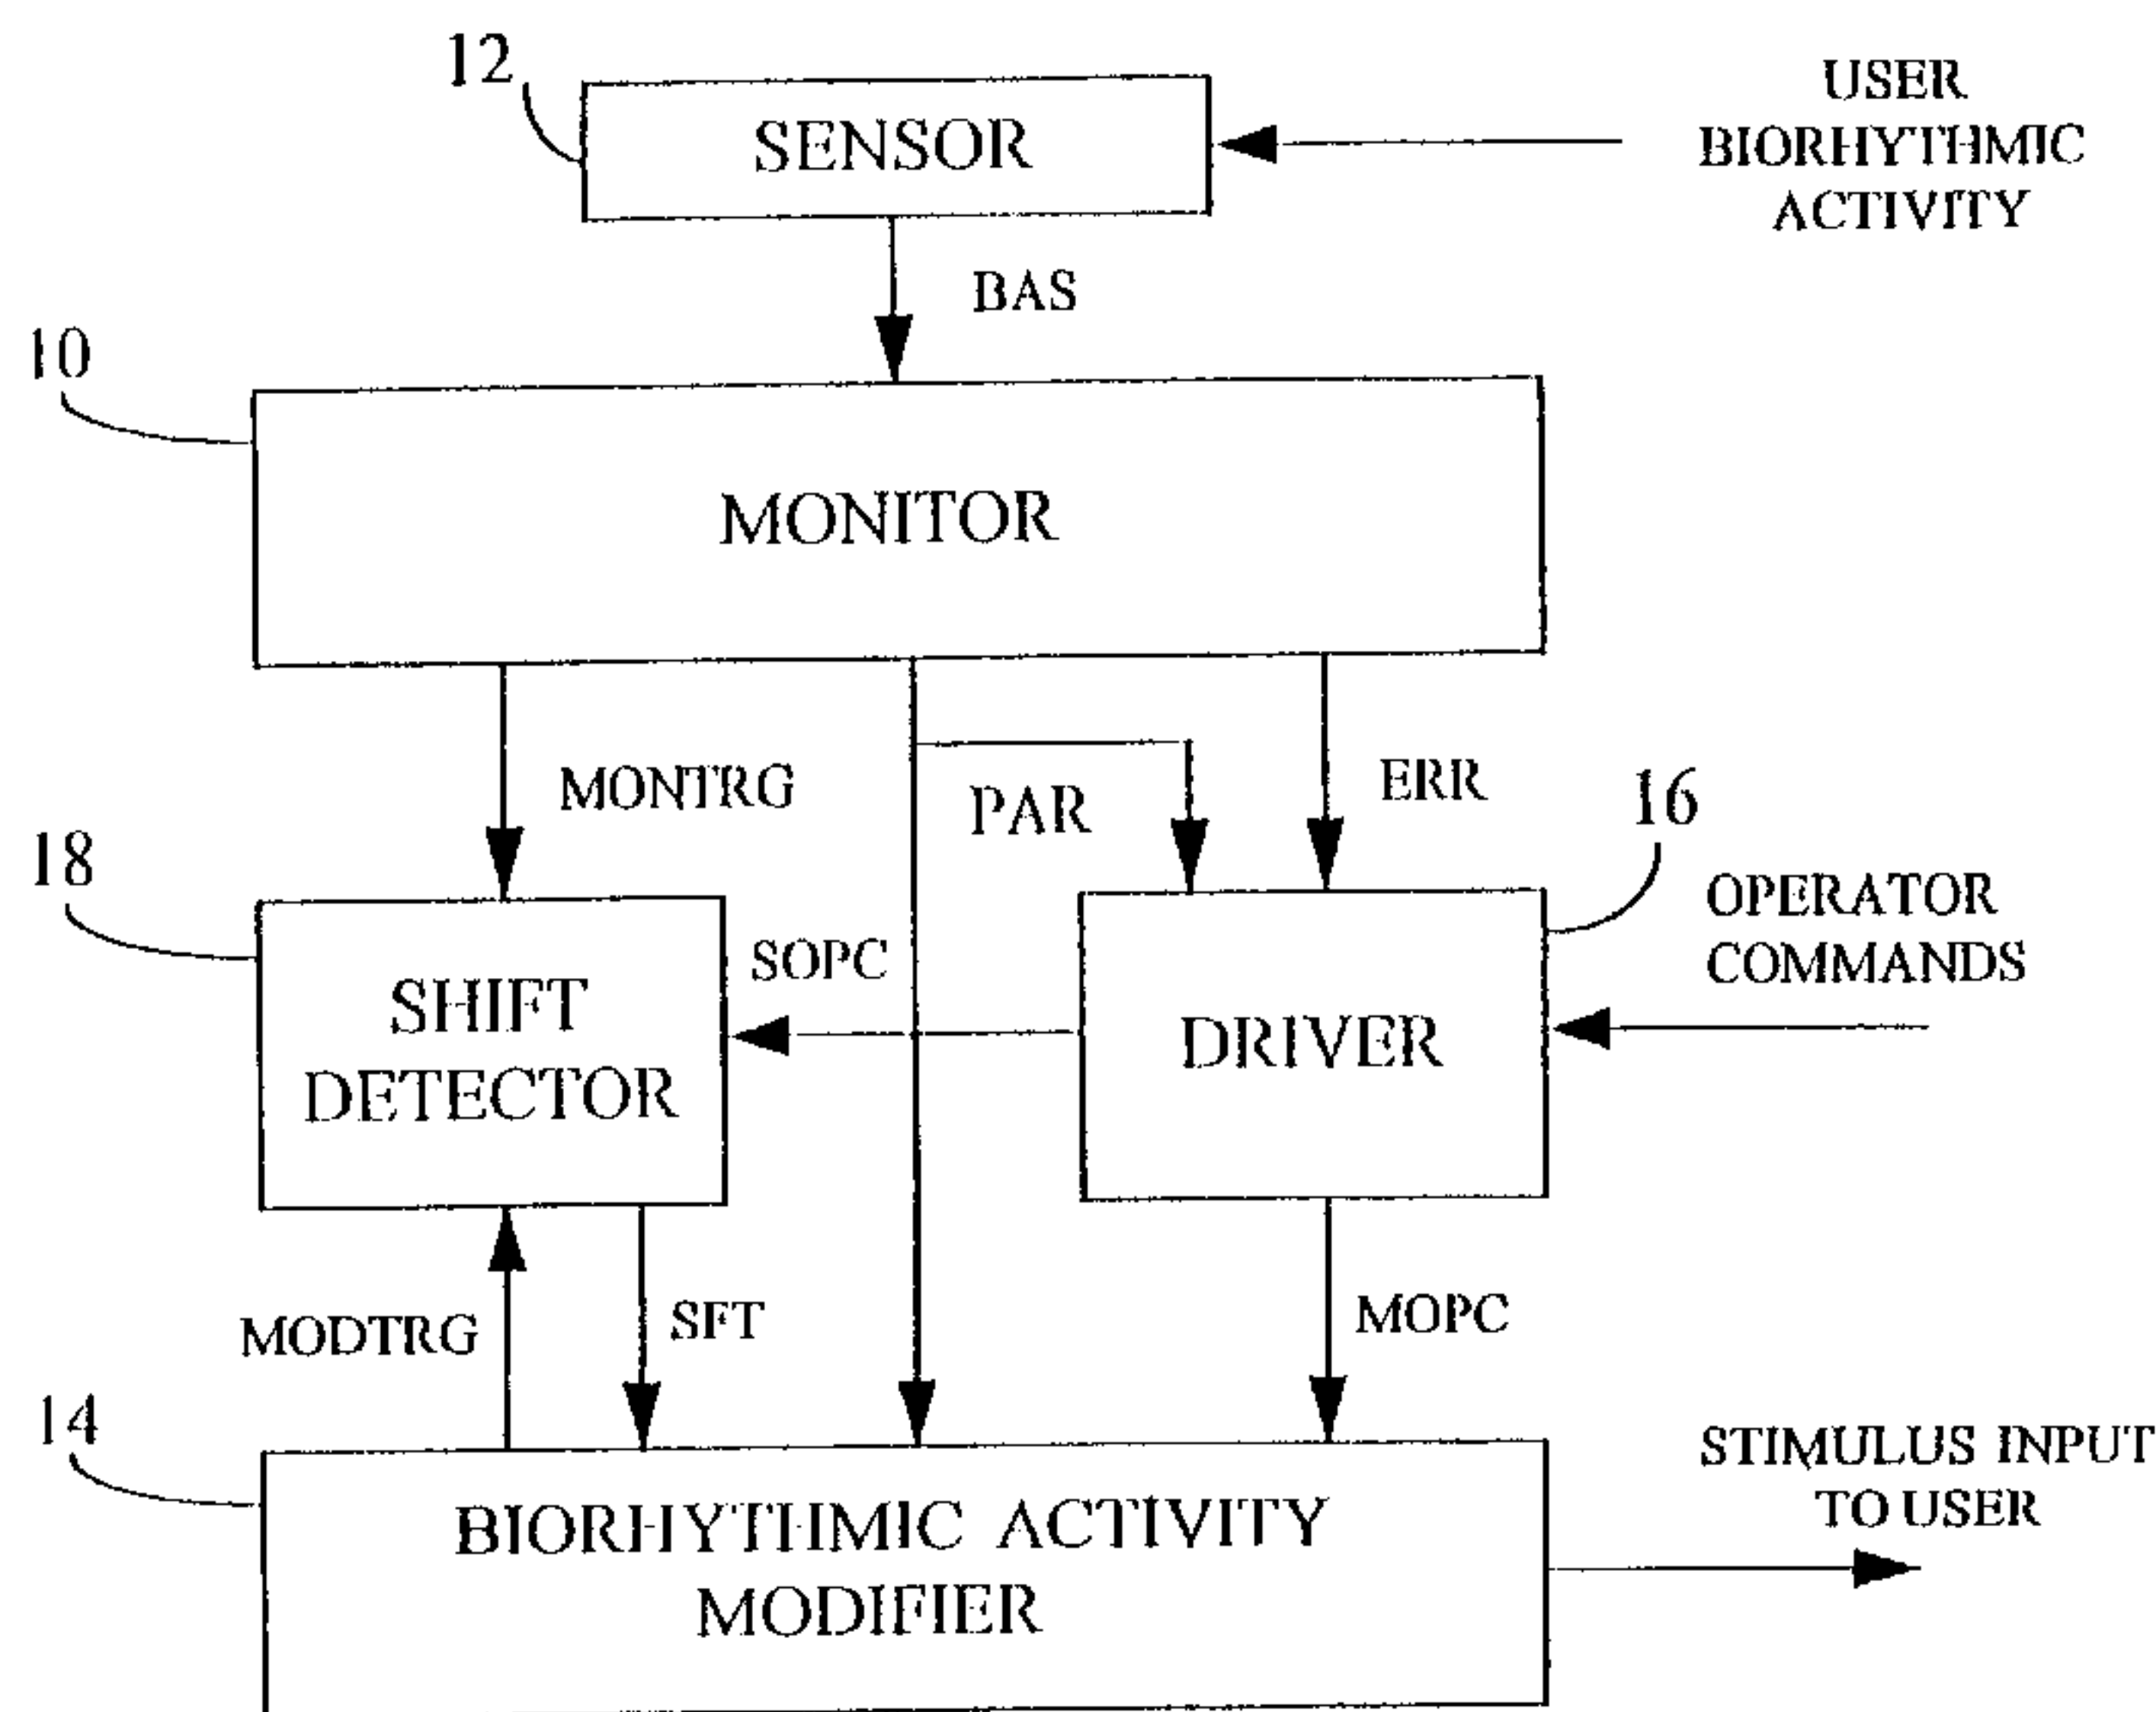 12
SENSOR
USER
BIORHYTHMIC
ACTIVITY
BAS
10
MONITOR
MONTRG
PAR
ERR
16
18
SHIFT
DETECTOR
SOPC
DRIVER
OPERATOR
COMMANDS
MODTRG
SFT
MOPC
14
BIORHYTHMIC ACTIVITY
MODIFIER
STIMULUS INPUT
TO USER